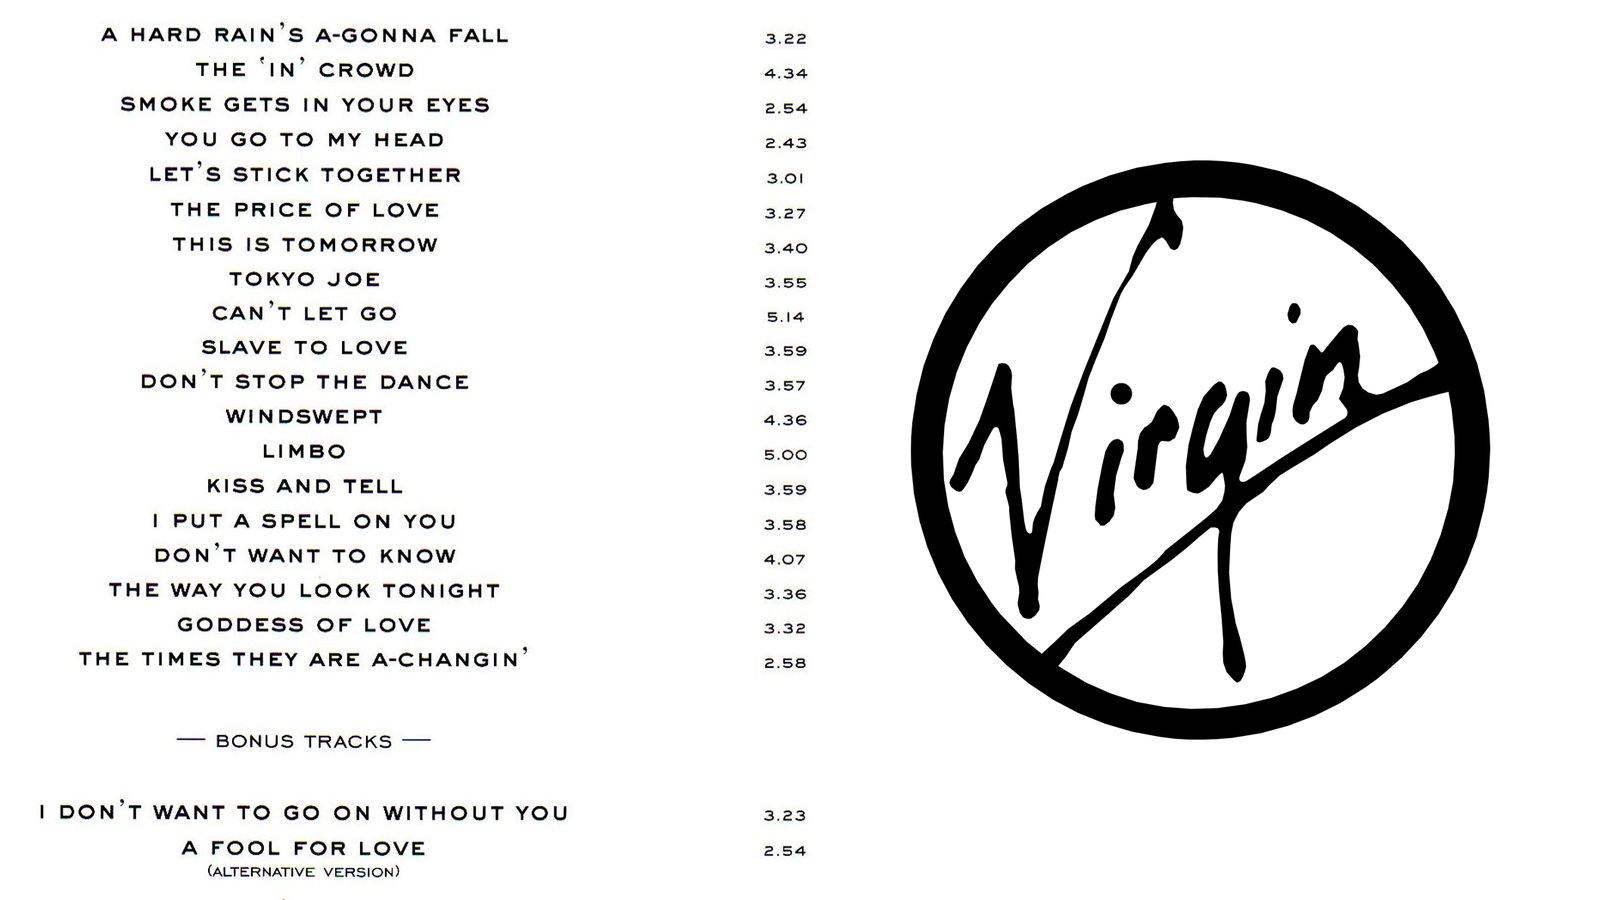 A HARD RAIN'S A-GONNA FALL 3.22
THE 'IN' CROWD 4.34
SMOKE GETS IN YOUR EYES 2.54
YOU GO TO MY HEAD 2.43
LET'S STICK TOGETHER 3.01
THE PRICE OF LOVE 3.27
THIS IS TOMORROW 3.40
TOKYO JOE 3.55
CAN'T LET GO 5.14
SLAVE TO LOVE 3.59
DON'T STOP THE DANCE 3.57
WINDSWEPT 4.36
LIMBO 5.00
KISS AND TELL 3.59
I PUT A SPELL ON YOU 3.58
DON'T WANT TO KNOW 4.07
THE WAY YOU LOOK TONIGHT 3.36
GODDESS OF LOVE 3.32
THE TIMES THEY ARE A-CHANGIN' 2.58
— BONUS TRACKS —
I DON'T WANT TO GO ON WITHOUT YOU 3.23
A FOOL FOR LOVE 2.54
(ALTERNATIVE VERSION)
Virgin